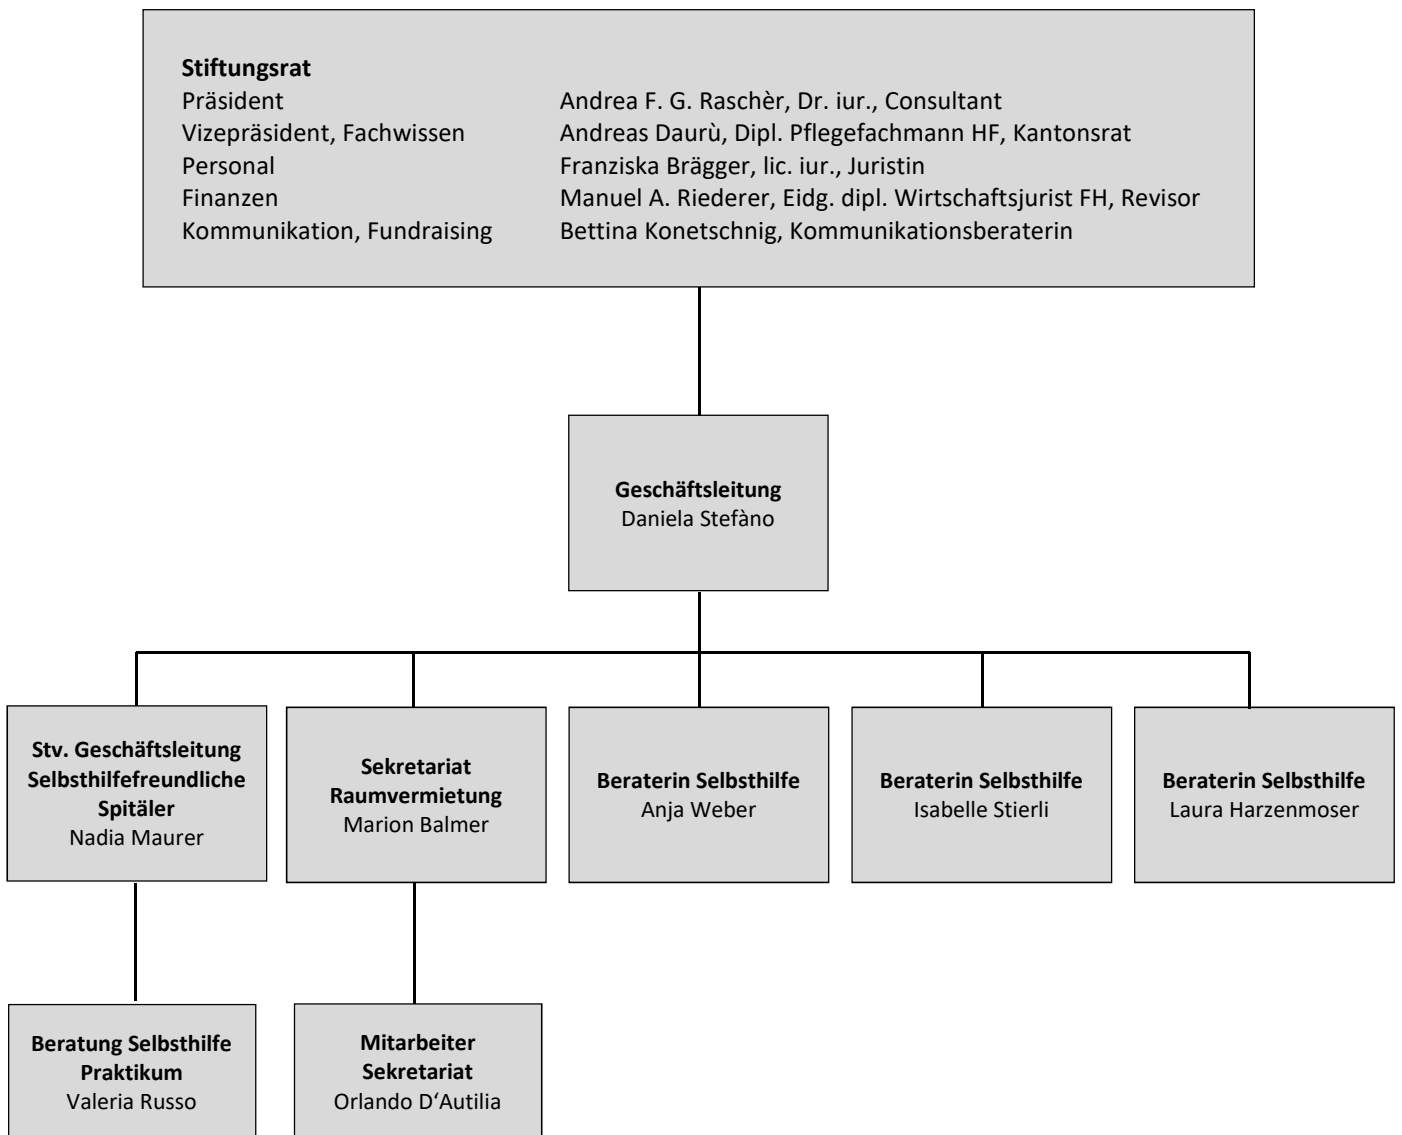 Stiftungsrat
Präsident Andrea F. G. Raschèr, Dr. iur., Consultant
Vizepräsident, Fachwissen Andreas Daurù, Dipl. Pflegefachmann HF, Kantonsrat
Personal Franziska Brägger, lic. iur., Juristin
Finanzen Manuel A. Riederer, Eidg. dipl. Wirtschaftsjurist FH, Revisor
Kommunikation, Fundraising Bettina Konetschnig, Kommunikationsberaterin
Geschäftsleitung
Daniela Stefàno
Stv. Geschäftsleitung
Selbsthilfefreundliche
Spitäler
Nadia Maurer
Sekretariat
Raumvermietung
Marion Balmer
Beraterin Selbsthilfe
Anja Weber
Beraterin Selbsthilfe
Isabelle Stierli
Beraterin Selbsthilfe
Laura Harzenmoser
Beratung Selbsthilfe
Praktikum
Valeria Russo
Mitarbeiter
Sekretariat
Orlando D‘Autilia